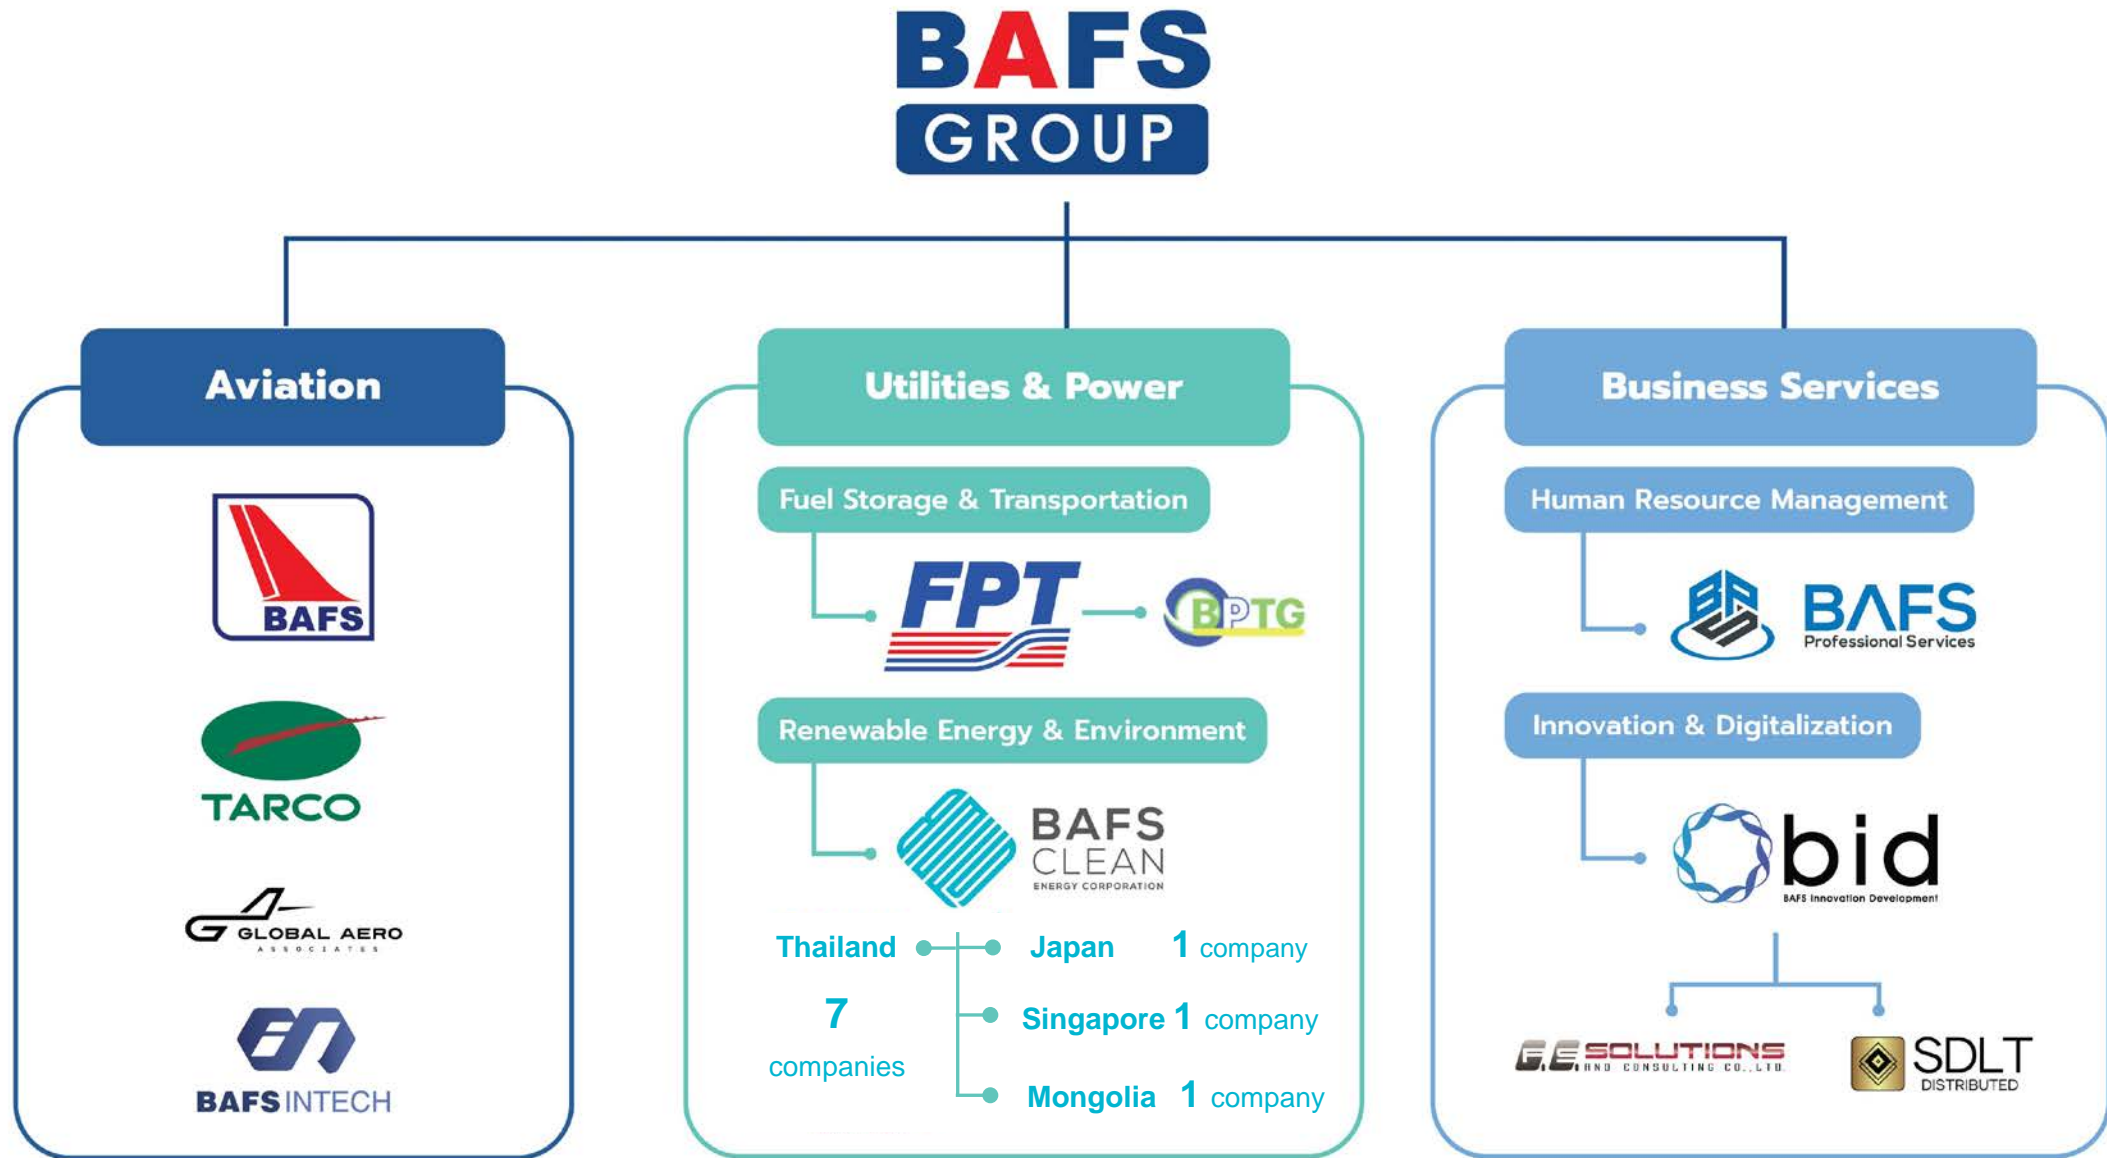 BAFS
GROUP
Aviation
BAFS
TARCO
GLOBAL AERO
ASSOCIATES
BAFS INTECH
Utilities & Power
Fuel Storage & Transportation
FPT
BPTG
Renewable Energy & Environment
BAFS
CLEAN
ENERGY CORPORATION
Thailand
7
companies
Japan 1 company
Singapore 1 company
Mongolia 1 company
Business Services
Human Resource Management
BAFS
Professional Services
Innovation & Digitalization
bid
BAFS Innovation Development
F.S. SOLUTIONS
AND CONSULTING CO.,LTD.
SDLT
DISTRIBUTED